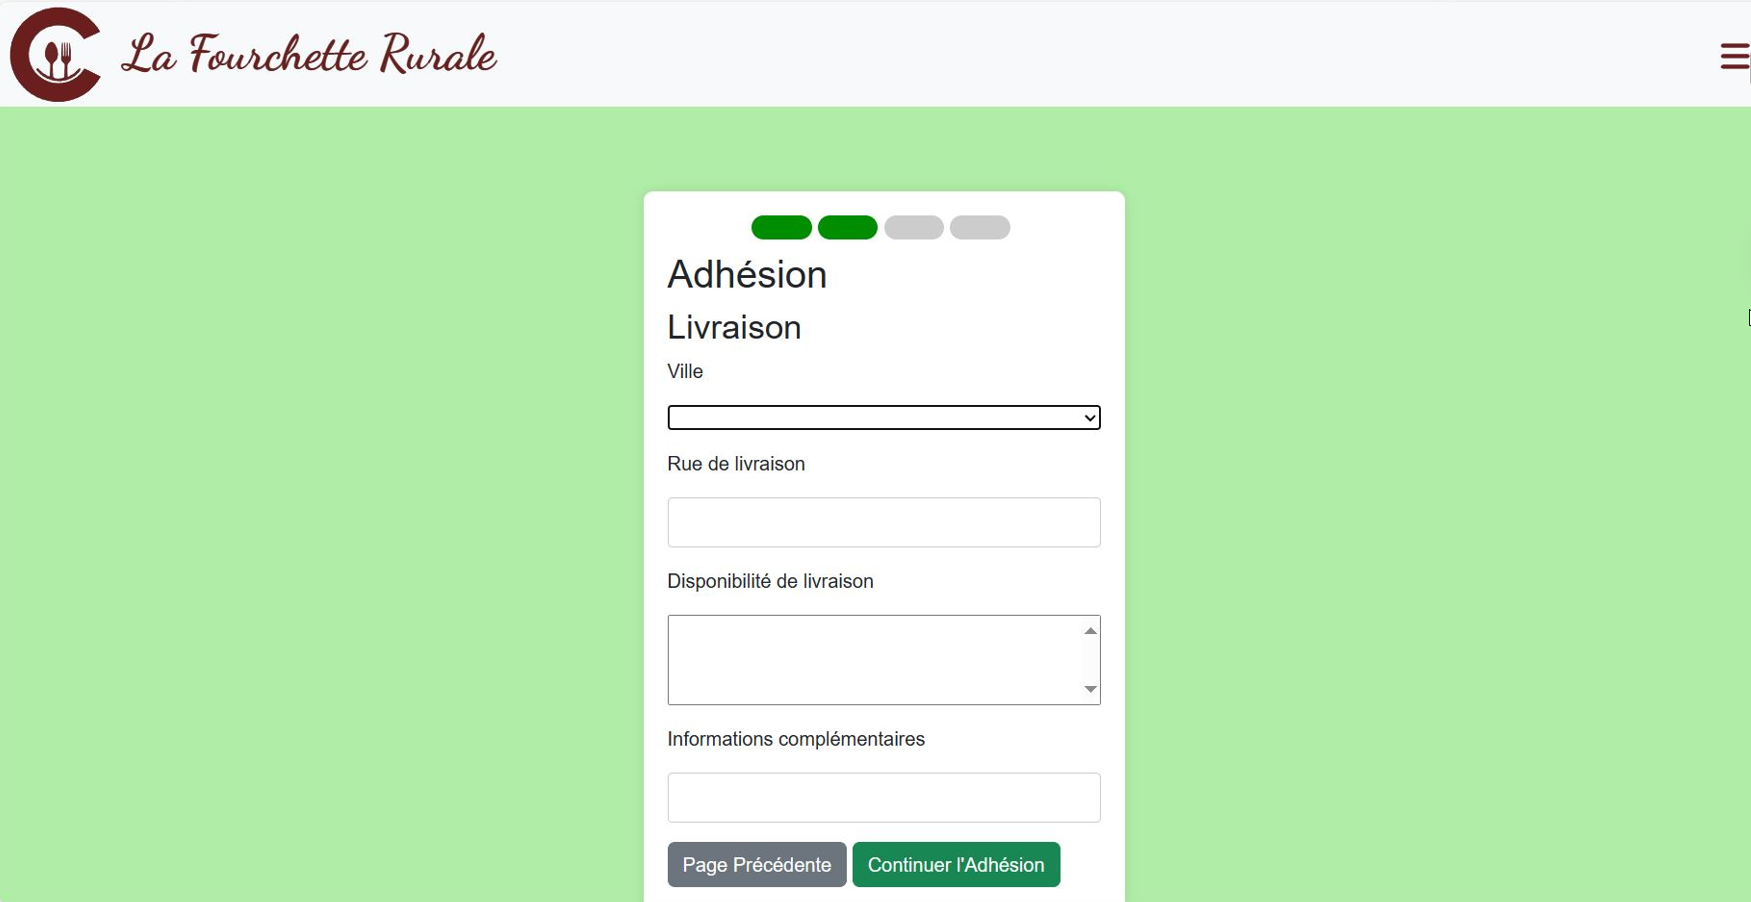 La Fourchette Rurale
Adhésion
Livraison
Ville
Rue de livraison
Disponibilité de livraison
Informations complémentaires
Page Précédente Continuer l'Adhésion